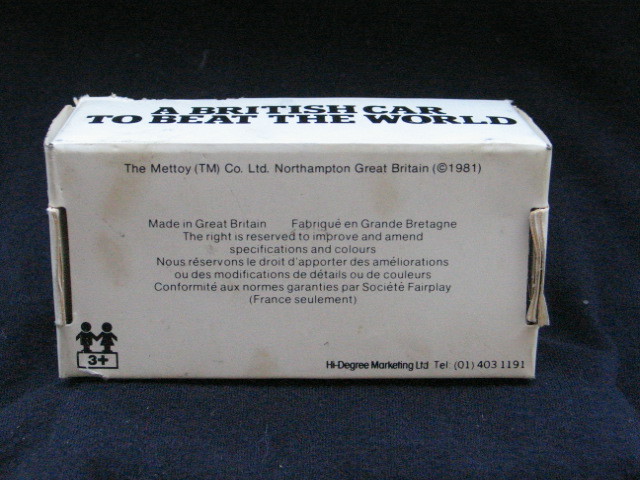 A BRITISH CAR
TO BEAT THE WORLD
The Mettoy (TM) Co. Ltd. Northampton Great Britain (©1981)
Made in Great Britain Fabriqué en Grande Bretagne
The right is reserved to improve and amend
specifications and colours
Nous réservons le droit d'apporter des améliorations
ou des modifications de détails ou de couleurs
Conformité aux normes garanties par Société Fairplay
(France seulement)
3+
Hi-Degree Marketing Ltd Tel: (01) 403 1191